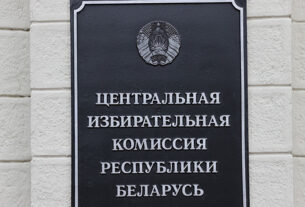 ЦЕНТРАЛЬНАЯ
ИЗБИРАТЕЛЬНАЯ
КОМИССИЯ
РЕСПУБЛИКИ
БЕЛАРУСЬ